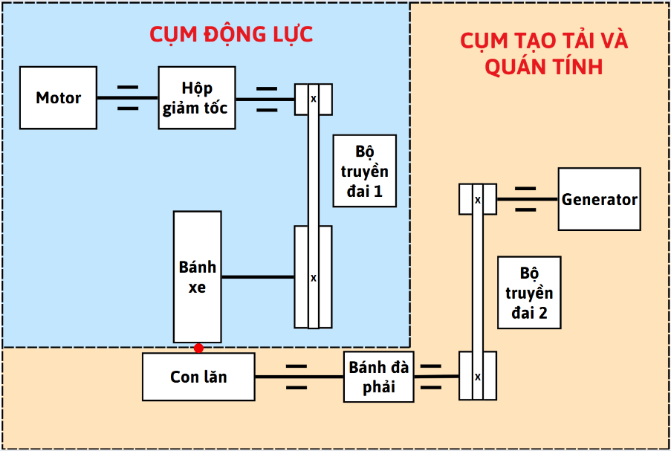 CỤM ĐỘNG LỰC
CỤM TẠO TẢI VÀ
QUÁN TÍNH
Motor
Hộp
giảm tốc
x
Bộ
truyền
đai 1
x
Generator
Bánh
xe
x
Bộ
truyền
đai 2
Con lăn
Bánh đà
phải
x